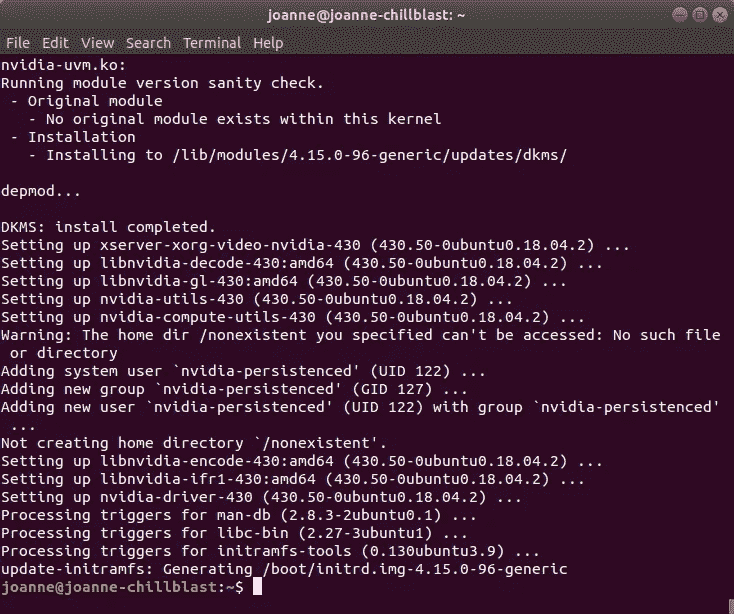 joanne@joanne-chillblast: ~
File Edit View Search Terminal Help
nvidia-uvm.ko:
Running module version sanity check.
 - Original module
   - No original module exists within this kernel
 - Installation
   - Installing to /lib/modules/4.15.0-96-generic/updates/dkms/

depmod...

DKMS: install completed.
Setting up xserver-xorg-video-nvidia-430 (430.50-0ubuntu0.18.04.2) ...
Setting up libnvidia-decode-430:amd64 (430.50-0ubuntu0.18.04.2) ...
Setting up libnvidia-gl-430:amd64 (430.50-0ubuntu0.18.04.2) ...
Setting up nvidia-utils-430 (430.50-0ubuntu0.18.04.2) ...
Setting up nvidia-compute-utils-430 (430.50-0ubuntu0.18.04.2) ...
Warning: The home dir /nonexistent you specified can't be accessed: No such file
 or directory
Adding system user `nvidia-persistenced' (UID 122) ...
Adding new group `nvidia-persistenced' (GID 127) ...
Adding new user `nvidia-persistenced' (UID 122) with group `nvidia-persistenced'
 ...
Not creating home directory `/nonexistent'.
Setting up libnvidia-encode-430:amd64 (430.50-0ubuntu0.18.04.2) ...
Setting up libnvidia-ifr1-430:amd64 (430.50-0ubuntu0.18.04.2) ...
Setting up nvidia-driver-430 (430.50-0ubuntu0.18.04.2) ...
Processing triggers for man-db (2.8.3-2ubuntu0.1) ...
Processing triggers for libc-bin (2.27-3ubuntu1) ...
Processing triggers for initramfs-tools (0.130ubuntu3.9) ...
update-initramfs: Generating /boot/initrd.img-4.15.0-96-generic
joanne@joanne-chillblast:~$